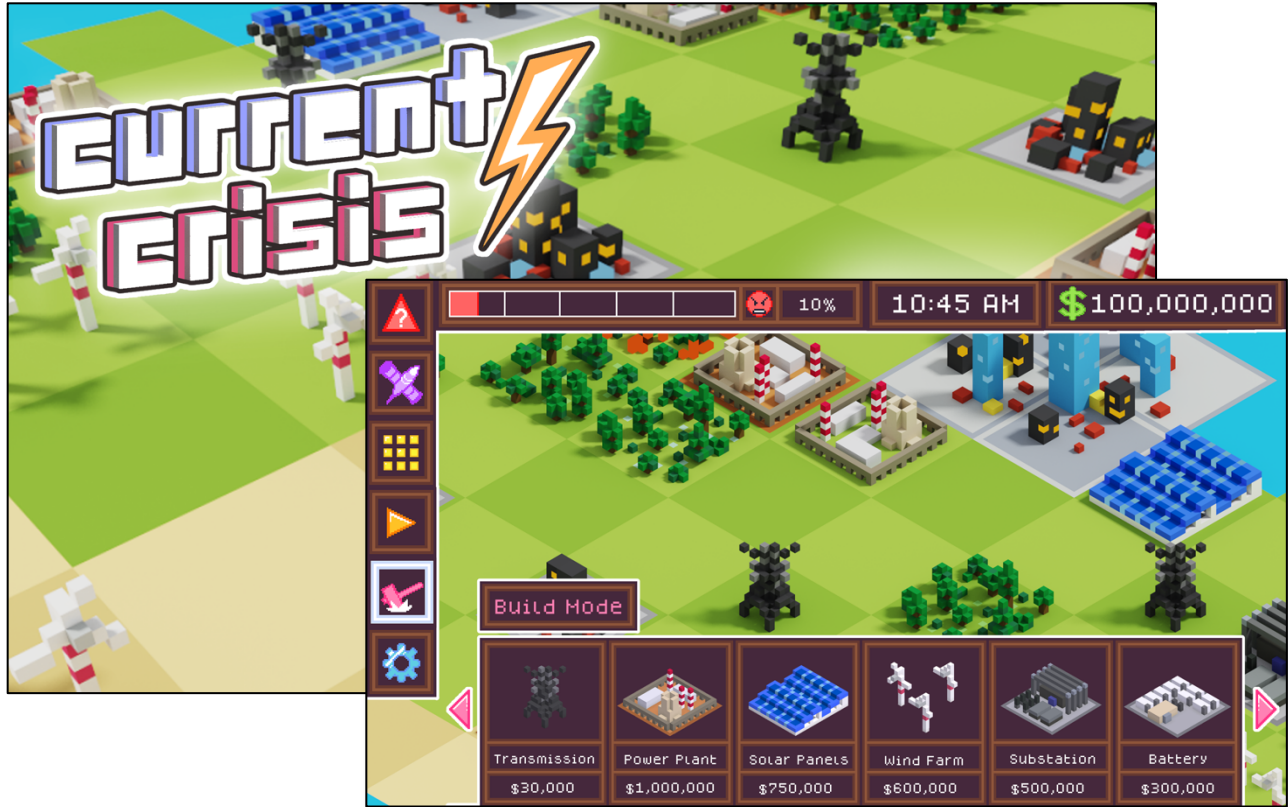 current
crisis
?
10%
10:45 AM
$100,000,000
Build Mode
Transmission
Power Plant
Solar Panels
Wind Farm
Substation
Battery
$30,000
$1,000,000
$750,000
$600,000
$500,000
$300,000